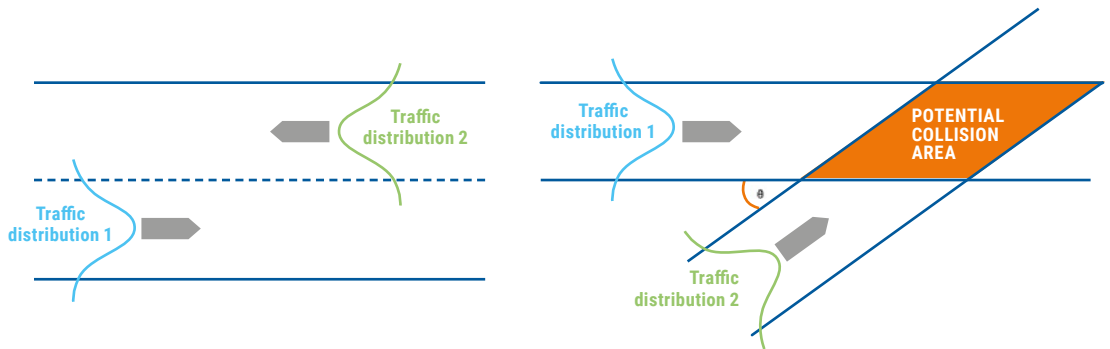 Traffic
distribution 2
Traffic
distribution 1
Traffic
distribution 1
POTENTIAL
COLLISION
AREA
Traffic
distribution 2